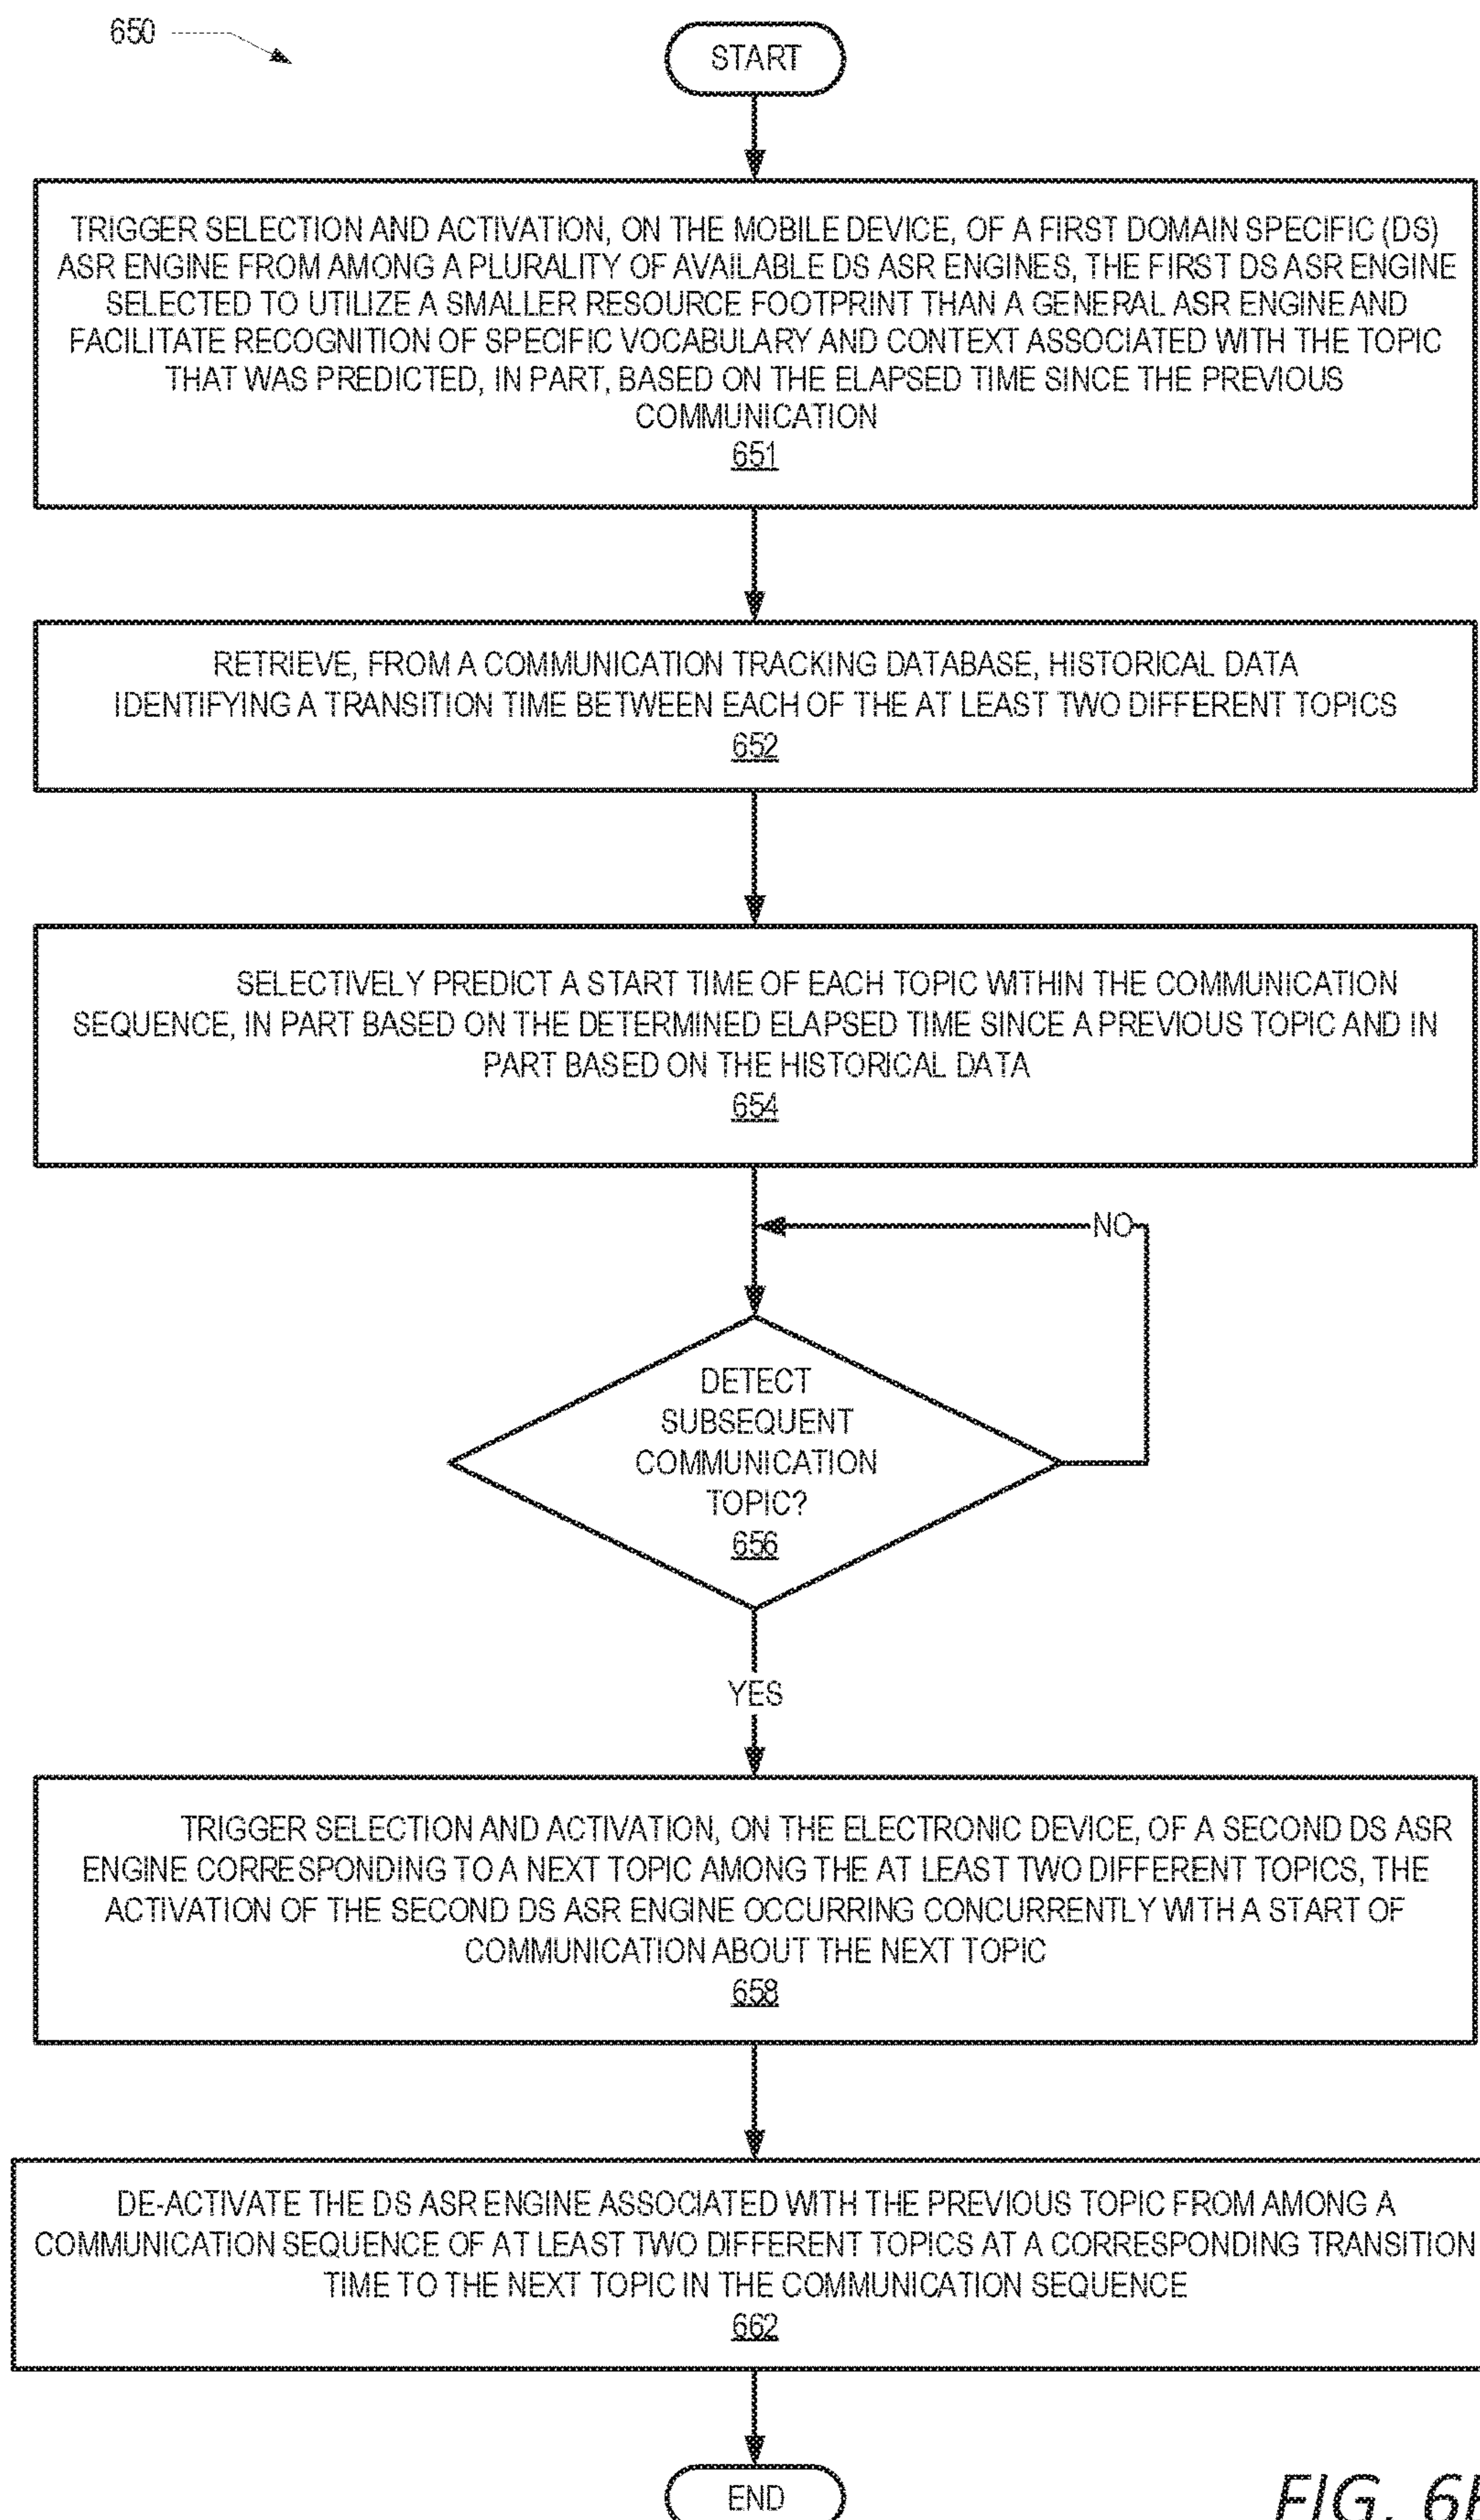 650
START
TRIGGER SELECTION AND ACTIVATION, ON THE MOBILE DEVICE, OF A FIRST DOMAIN SPECIFIC (DS)
ASR ENGINE FROM AMONG A PLURALITY OF AVAILABLE DS ASR ENGINES, THE FIRST DS ASR ENGINE
SELECTED TO UTILIZE A SMALLER RESOURCE FOOTPRINT THAN A GENERAL ASR ENGINE AND
FACILITATE RECOGNITION OF SPECIFIC VOCABULARY AND CONTEXT ASSOCIATED WITH THE TOPIC
THAT WAS PREDICTED, IN PART, BASED ON THE ELAPSED TIME SINCE THE PREVIOUS
COMMUNICATION
651
RETRIEVE, FROM A COMMUNICATION TRACKING DATABASE, HISTORICAL DATA
IDENTIFYING A TRANSITION TIME BETWEEN EACH OF THE AT LEAST TWO DIFFERENT TOPICS
652
SELECTIVELY PREDICT A START TIME OF EACH TOPIC WITHIN THE COMMUNICATION
SEQUENCE, IN PART BASED ON THE DETERMINED ELAPSED TIME SINCE A PREVIOUS TOPIC AND IN
PART BASED ON THE HISTORICAL DATA
654
NO
DETECT
SUBSEQUENT
COMMUNICATION
TOPIC?
656
YES
TRIGGER SELECTION AND ACTIVATION, ON THE ELECTRONIC DEVICE, OF A SECOND DS ASR
ENGINE CORRESPONDING TO A NEXT TOPIC AMONG THE AT LEAST TWO DIFFERENT TOPICS, THE
ACTIVATION OF THE SECOND DS ASR ENGINE OCCURRING CONCURRENTLY WITH A START OF
COMMUNICATION ABOUT THE NEXT TOPIC
658
DE-ACTIVATE THE DS ASR ENGINE ASSOCIATED WITH THE PREVIOUS TOPIC FROM AMONG A
COMMUNICATION SEQUENCE OF AT LEAST TWO DIFFERENT TOPICS AT A CORRESPONDING TRANSITION
TIME TO THE NEXT TOPIC IN THE COMMUNICATION SEQUENCE
662
END
FIG.